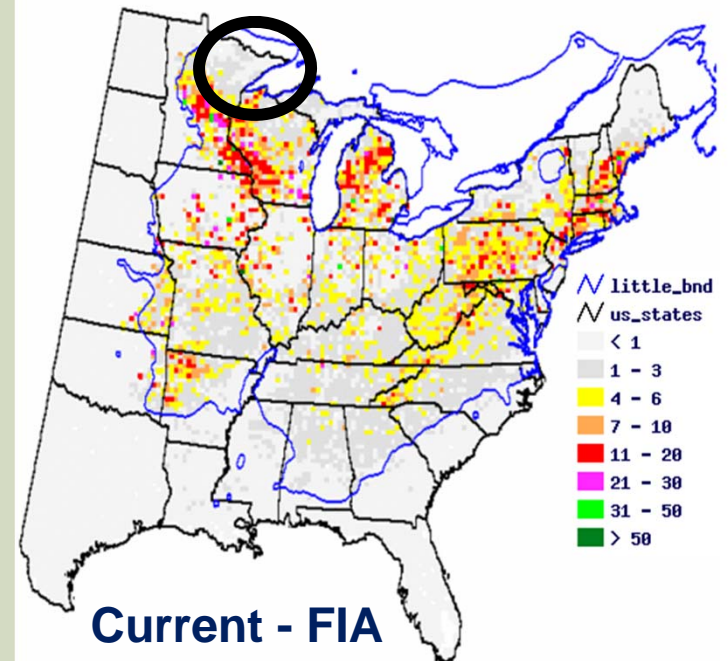 little_bnd
us_states
< 1
1 - 3
4 - 6
7 - 10
11 - 20
21 - 30
31 - 50
> 50
Current - FIA